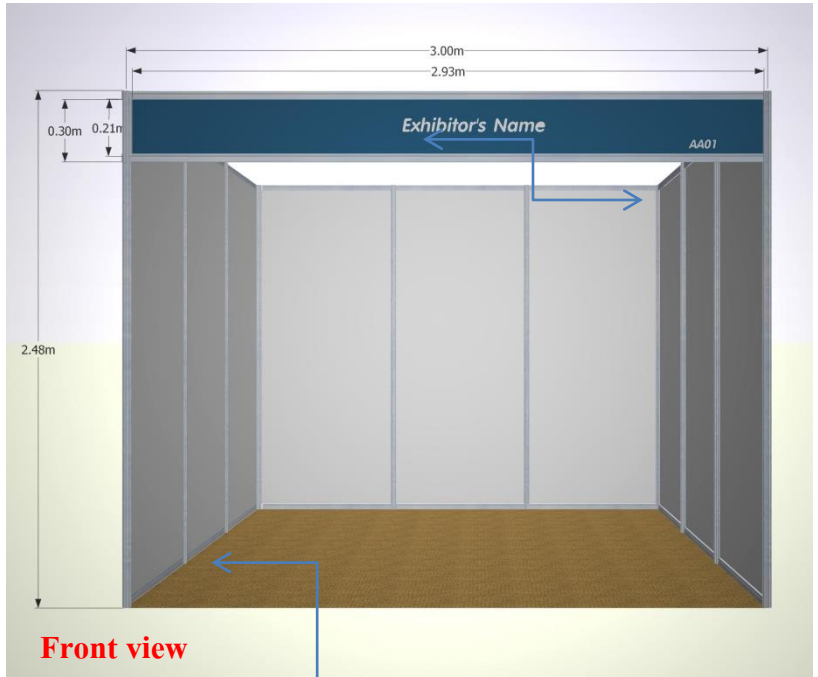 3.00m
2.93m
0.30m
0.21m
Exhibitor's Name
AA01
2.48m
Front view